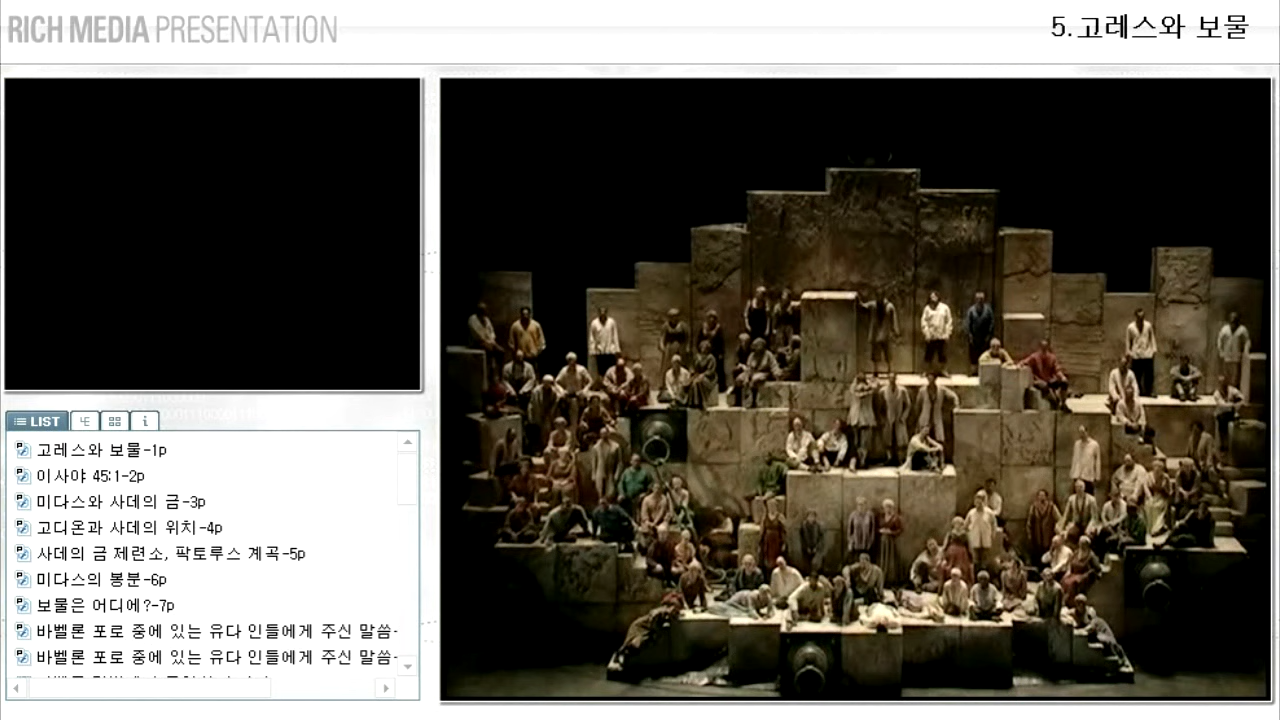 RICH MEDIA PRESENTATION
5.고레스와 보물
LIST
고레스와 보물-1p
이사야 45:1-2p
미다스와 사데의 금-3p
고디온과 사데의 위치-4p
사데의 금 제련소, 팍토루스 계곡-5p
미다스의 봉분-6p
보물은 어디에?-7p
바벨론 포로 중에 있는 유다 인들에게 주신 말씀-
바벨론 포로 중에 있는 유다 인들에게 주신 말씀-